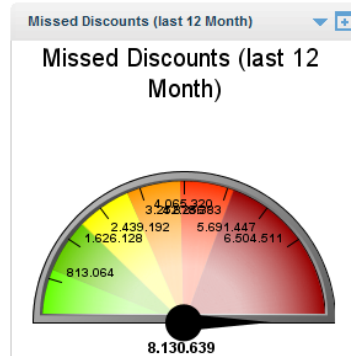 Missed Discounts (last 12 Month)
Missed Discounts (last 12
Month)
4.065.320
2.439.192
5.691.447
1.626.128
6.504.511
813.064
8.130.639